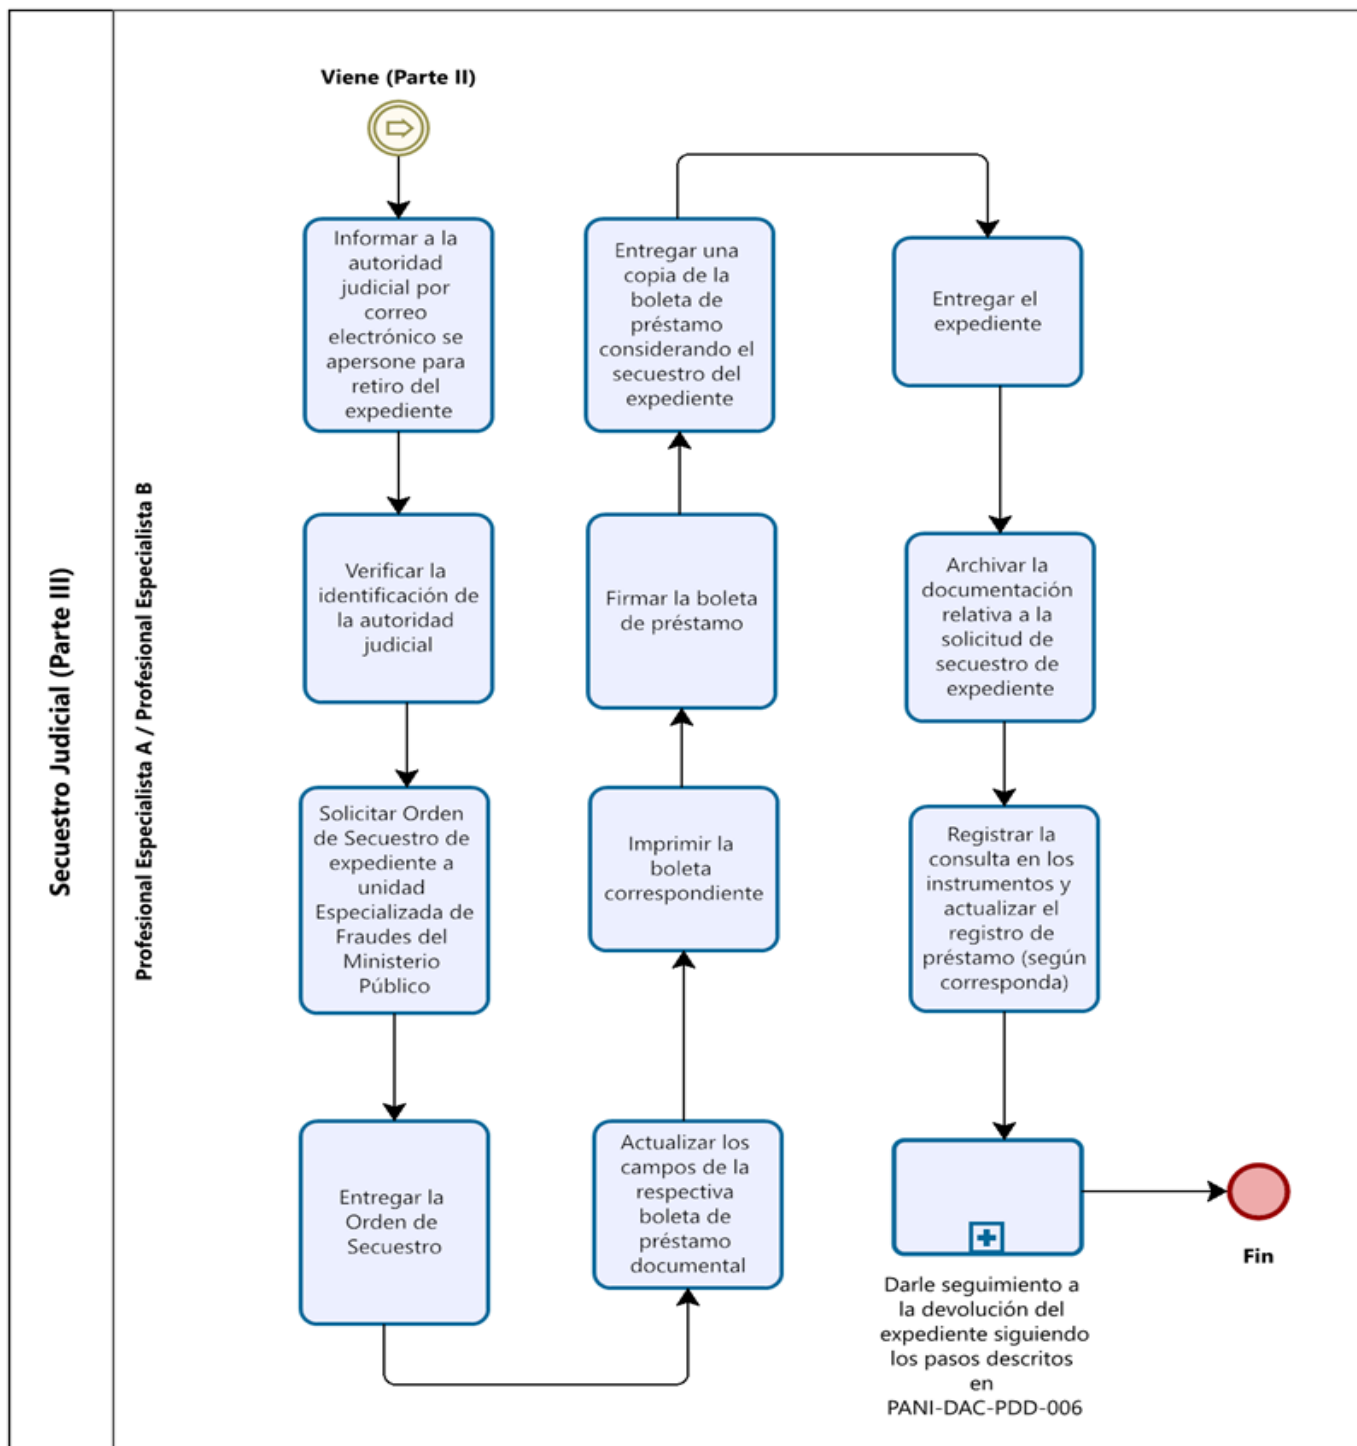 Secuestro Judicial (Parte III)
Profesional Especialista A / Profesional Especialista B
Viene (Parte II)
Informar a la
autoridad
judicial por
correo
electrónico se
apersone para
retiro del
expediente
Verificar la
identificación de
la autoridad
judicial
Solicitar Orden
de Secuestro de
expediente a
unidad
Especializada de
Fraudes del
Ministerio
Público
Entregar la
Orden de
Secuestro
Actualizar los
campos de la
respectiva
boleta de
préstamo
documental
Imprimir la
boleta
correspondiente
Firmar la boleta
de préstamo
Entregar una
copia de la
boleta de
préstamo
considerando el
secuestro del
expediente
Entregar el
expediente
Archivar la
documentación
relativa a la
solicitud de
secuestro de
expediente
Registrar la
consulta en los
instrumentos y
actualizar el
registro de
préstamo (según
corresponda)
Darle seguimiento a
la devolución del
expediente siguiendo
los pasos descritos
en
PANI-DAC-PDD-006
Fin